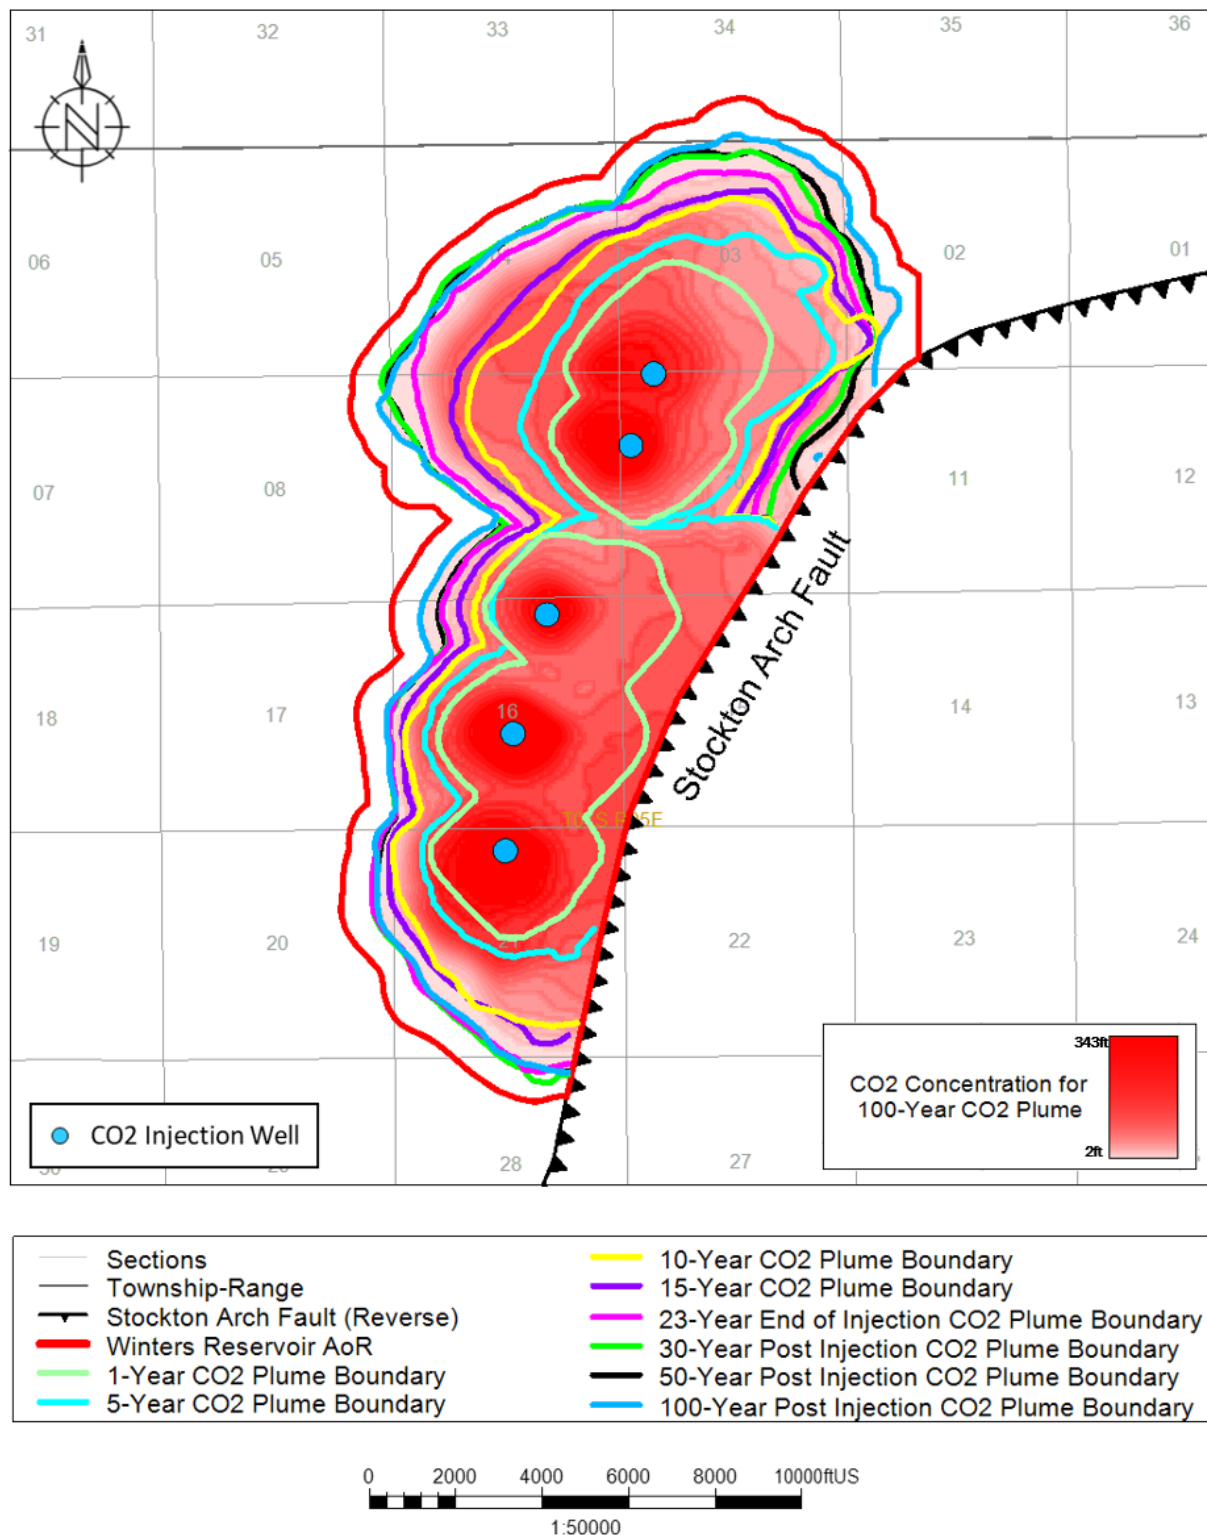 31 32 33 34 35 36
N
06 05 04 03 02 01
07 08 10 11 12
Stockton Arch Fault
18 17 16 14 13
19 20 21 22 23 24
28 27
343ft
CO2 Concentration for
100-Year CO2 Plume
2ft
CO2 Injection Well
Sections
Township-Range
Stockton Arch Fault (Reverse)
Winters Reservoir AoR
1-Year CO2 Plume Boundary
5-Year CO2 Plume Boundary
10-Year CO2 Plume Boundary
15-Year CO2 Plume Boundary
23-Year End of Injection CO2 Plume Boundary
30-Year Post Injection CO2 Plume Boundary
50-Year Post Injection CO2 Plume Boundary
100-Year Post Injection CO2 Plume Boundary
0 2000 4000 6000 8000 10000ftUS
1:50000